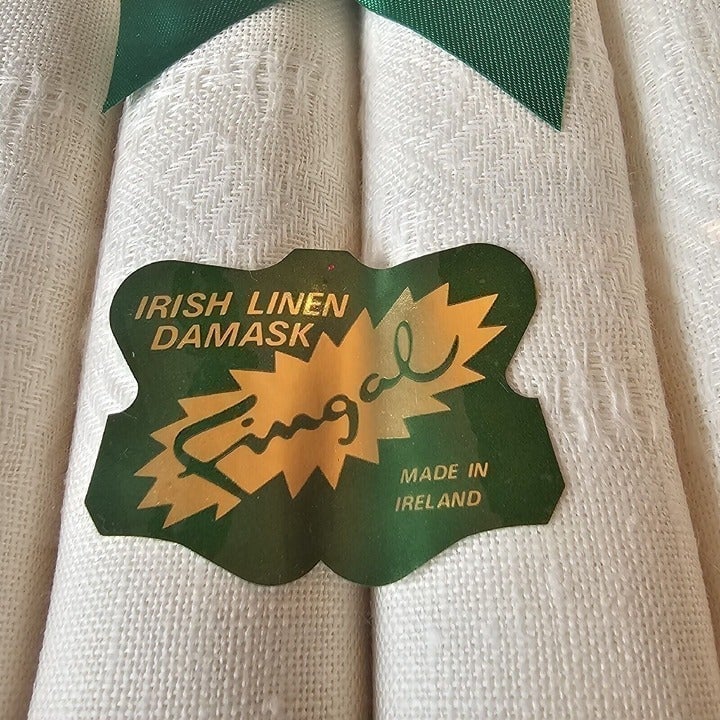 IRISH LINEN
DAMASK
Fingal
MADE IN
IRELAND